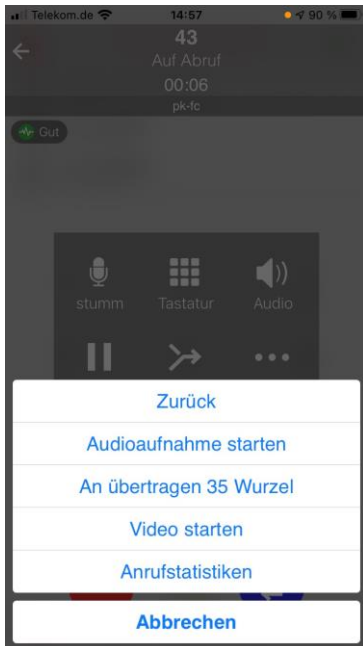 Telekom.de 14:57 90 %
43
Auf Abruf
00:06
pk-fc
Gut
stumm Tastatur Audio
Zurück
Audioaufnahme starten
An übertragen 35 Wurzel
Video starten
Anrufstatistiken
Abbrechen